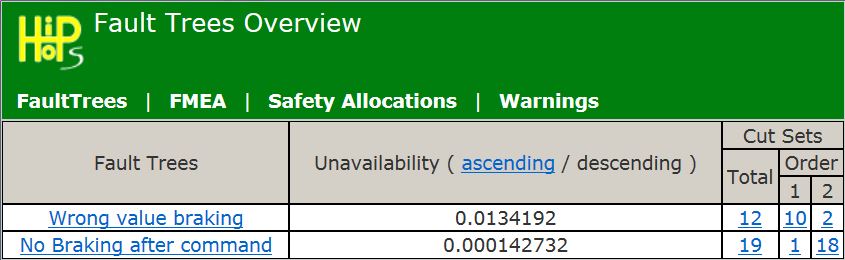 HiP HOPS
Fault Trees Overview
FaultTrees | FMEA | Safety Allocations | Warnings
Fault Trees Unavailability ( ascending / descending ) Cut Sets
Total Order
1 2
Wrong value braking 0.0134192 12 10 2
No Braking after command 0.000142732 19 1 18